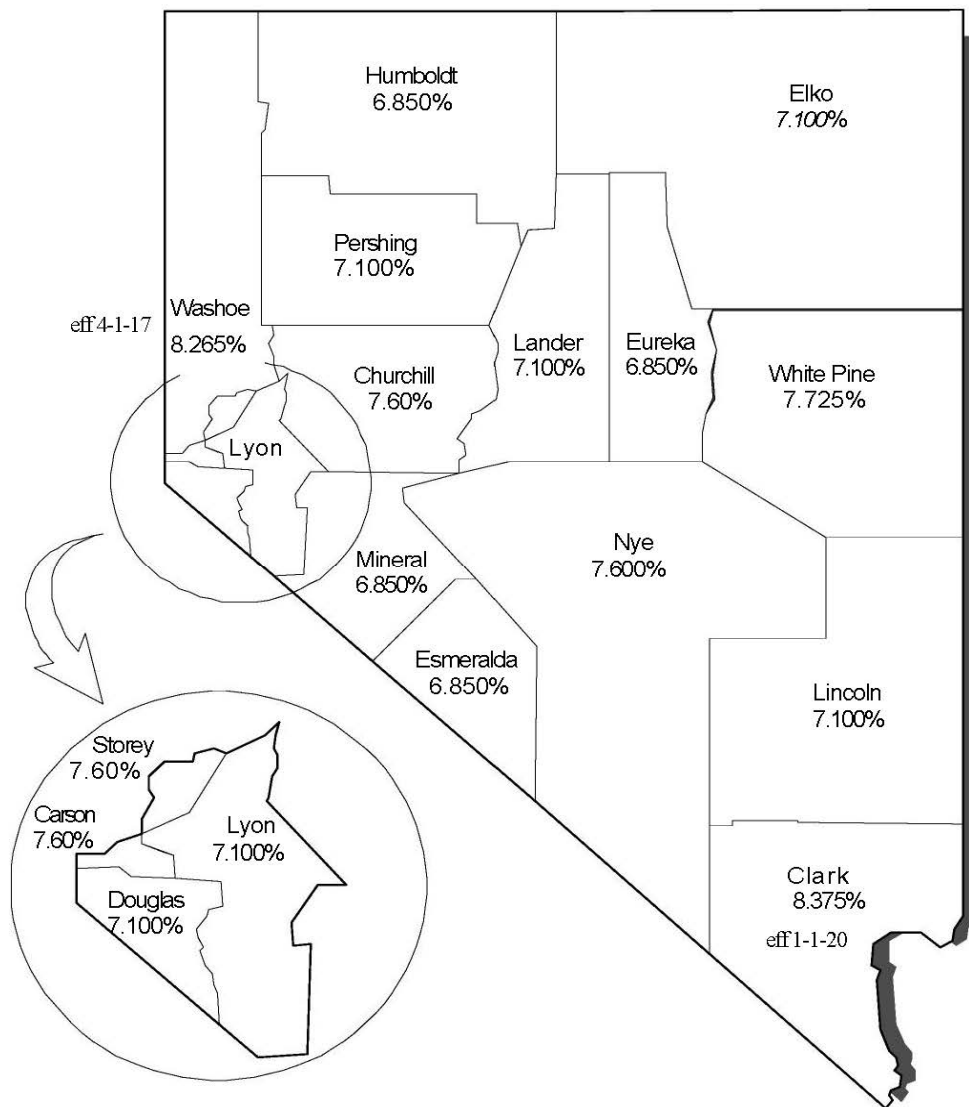 Humboldt
6.850%
Elko
7.100%
Pershing
7.100%
Washoe
eff 4-1-17
8.265%
Lander
7.100%
Eureka
6.850%
Churchill
7.60%
White Pine
7.725%
Lyon
Nye
7.600%
Mineral
6.850%
Esmeralda
6.850%
Lincoln
7.100%
Storey
7.60%
Carson
7.60%
Lyon
7.100%
Douglas
7.100%
Clark
8.375%
eff 1-1-20